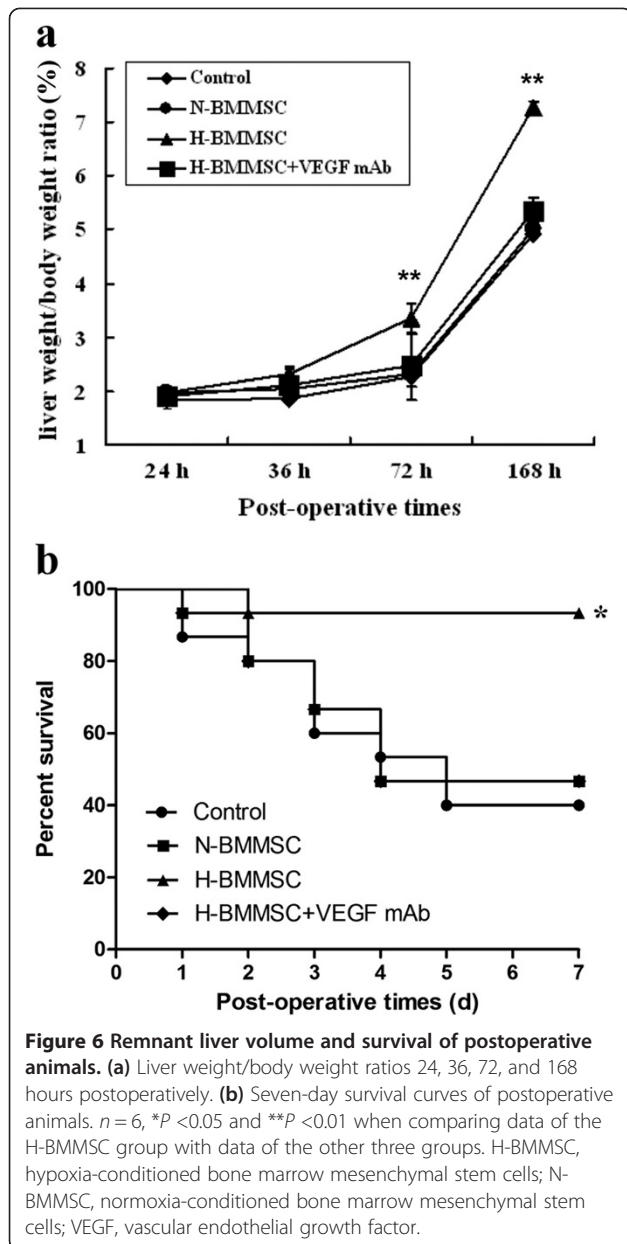 a
liver weight/body weight ratio (%)
8
7
6
5
4
3
2
1
Control
N-BMMSC
H-BMMSC
H-BMMSC+VEGF mAb
**
**
24 h 36 h 72 h 168 h
Post-operative times
b
Percent survival
100
80
60
40
20
0
*
Control
N-BMMSC
H-BMMSC
H-BMMSC+VEGF mAb
0 1 2 3 4 5 6 7
Post-operative times (d)
Figure 6 Remnant liver volume and survival of postoperative
animals. (a) Liver weight/body weight ratios 24, 36, 72, and 168
hours postoperatively. (b) Seven-day survival curves of postoperative
animals. n = 6, *P <0.05 and **P <0.01 when comparing data of the
H-BMMSC group with data of the other three groups. H-BMMSC,
hypoxia-conditioned bone marrow mesenchymal stem cells; N-
BMMSC, normoxia-conditioned bone marrow mesenchymal stem
cells; VEGF, vascular endothelial growth factor.